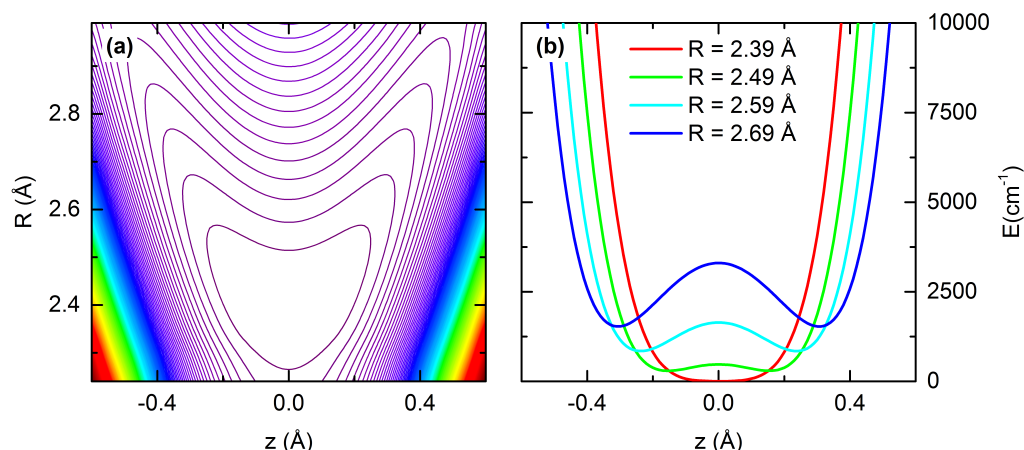 (a)
R (Å)
2.8
2.6
2.4
-0.4
0.0
0.4
z (Å)
(b)
R = 2.39 Å
R = 2.49 Å
R = 2.59 Å
R = 2.69 Å
10000
7500
5000
2500
0
E(cm⁻¹)
-0.4
0.0
0.4
z (Å)